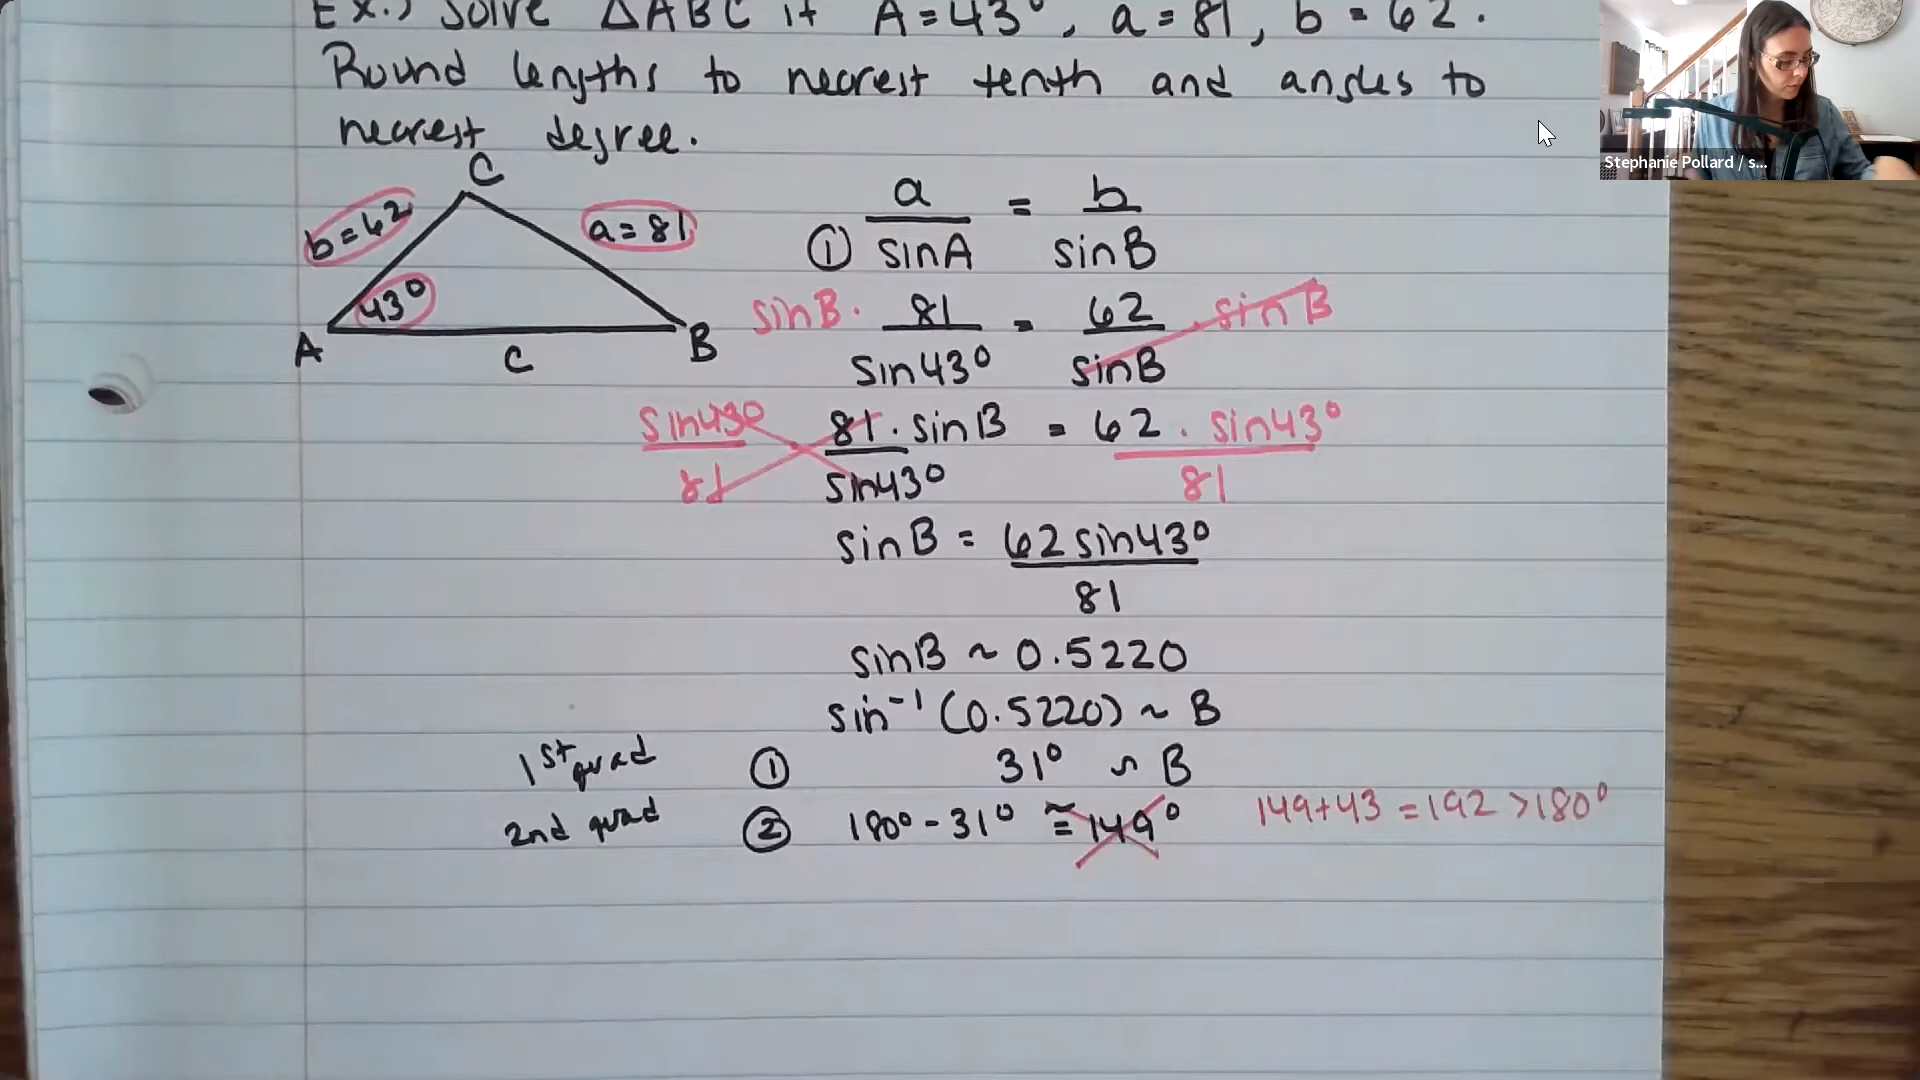 Ex.) Solve △ABC if A = 43°, a = 81, b = 62.
Round lengths to nearest tenth and angles to
nearest degree.
Stephanie Pollard / s...
C
b = 62
a = 81
43°
A
c
B
① a/sinA = b/sinB
sinB · 81/sin43° = 62/sinB · sinB
sin43°/81 · 81 · sinB/sin43° = 62 · sin43°/81
sinB = 62sin43°/81
sinB ~ 0.5220
sin⁻¹(0.5220) ~ B
1st quad ① 31° ~ B
2nd quad ② 180° - 31° ≅ 149° 149+43 = 192 > 180°